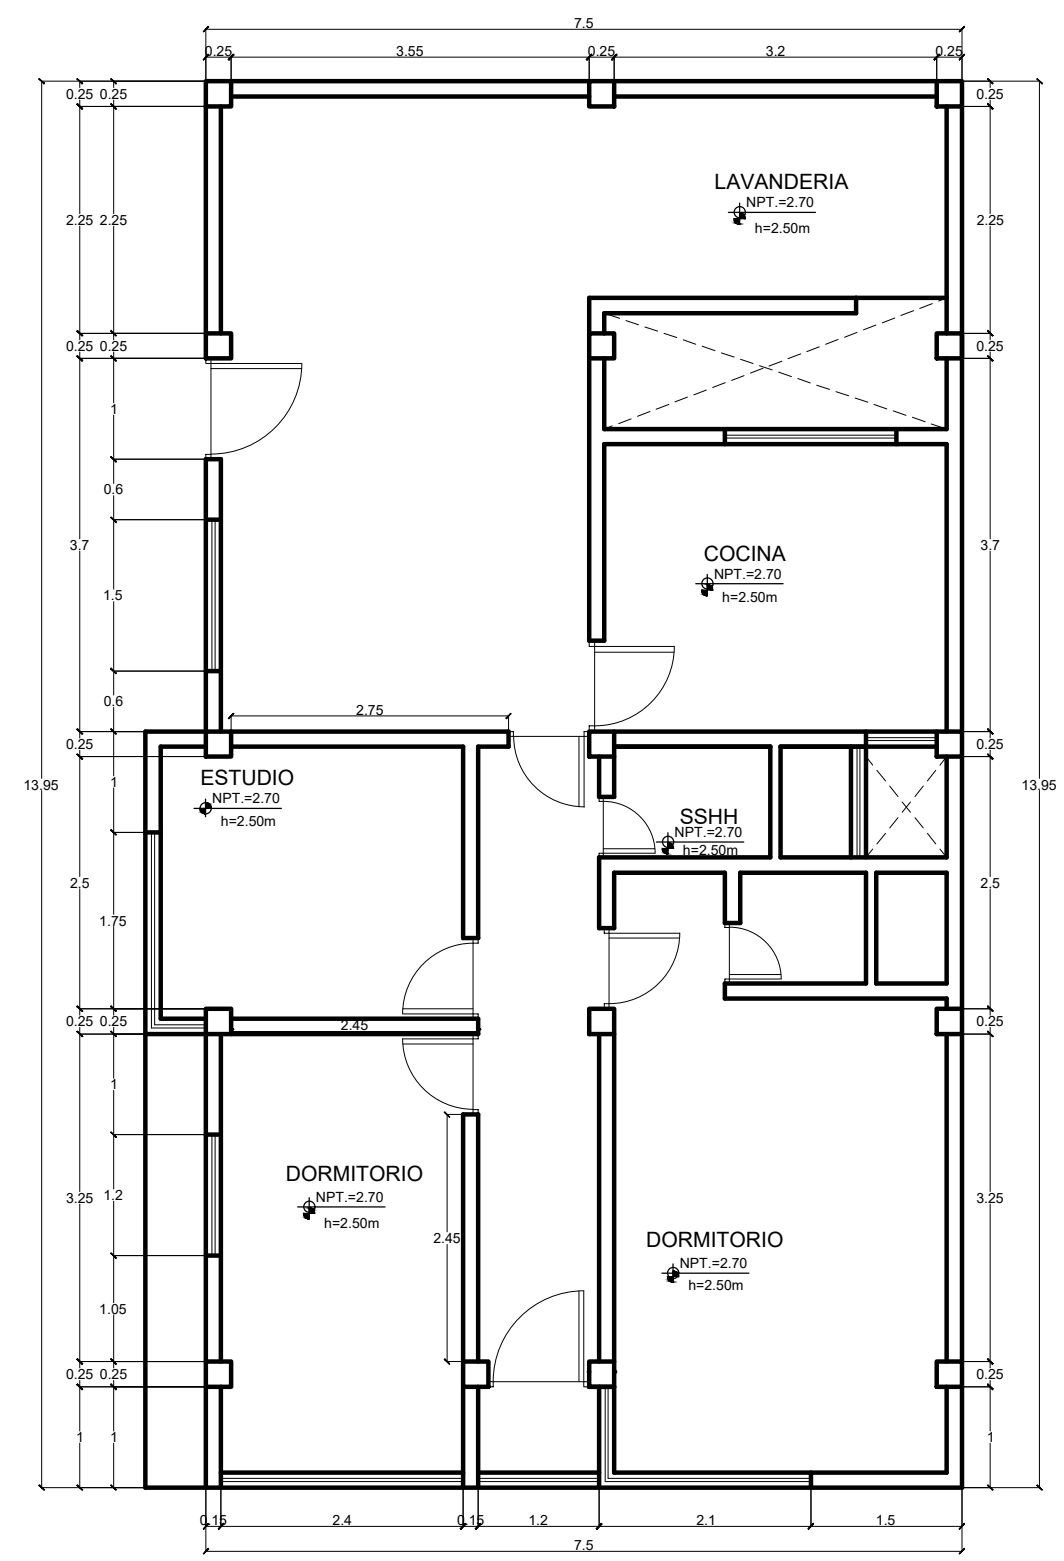 7.5
0.25 3.55 0.25 3.2 0.25
0.25 0.25 0.25
LAVANDERIA
NPT.=2.70
h=2.50m
2.25 2.25 2.25
0.25 0.25 0.25
1
0.6
3.7 3.7
COCINA
NPT.=2.70
h=2.50m
1.5
0.6
2.75
0.25 0.25
13.95 1 13.95
ESTUDIO
NPT.=2.70
h=2.50m
SSHH
NPT.=2.70
h=2.50m
2.5 2.5
1.75
0.25 0.25 2.45 0.25
1
DORMITORIO
NPT.=2.70
h=2.50m
3.25 1.2 3.25
2.45
DORMITORIO
NPT.=2.70
h=2.50m
1.05
0.25 0.25 0.25
1 1 1
0.15 2.4 0.15 1.2 2.1 1.5
7.5